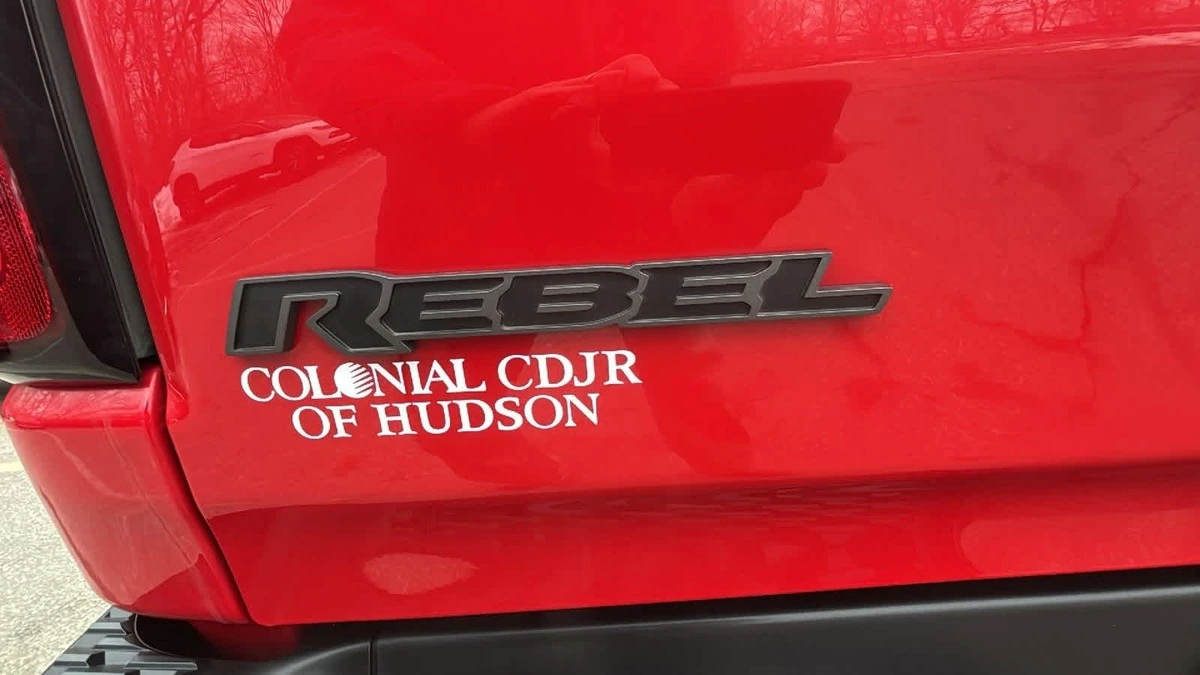 REBEL
COLONIAL CDJR
OF HUDSON